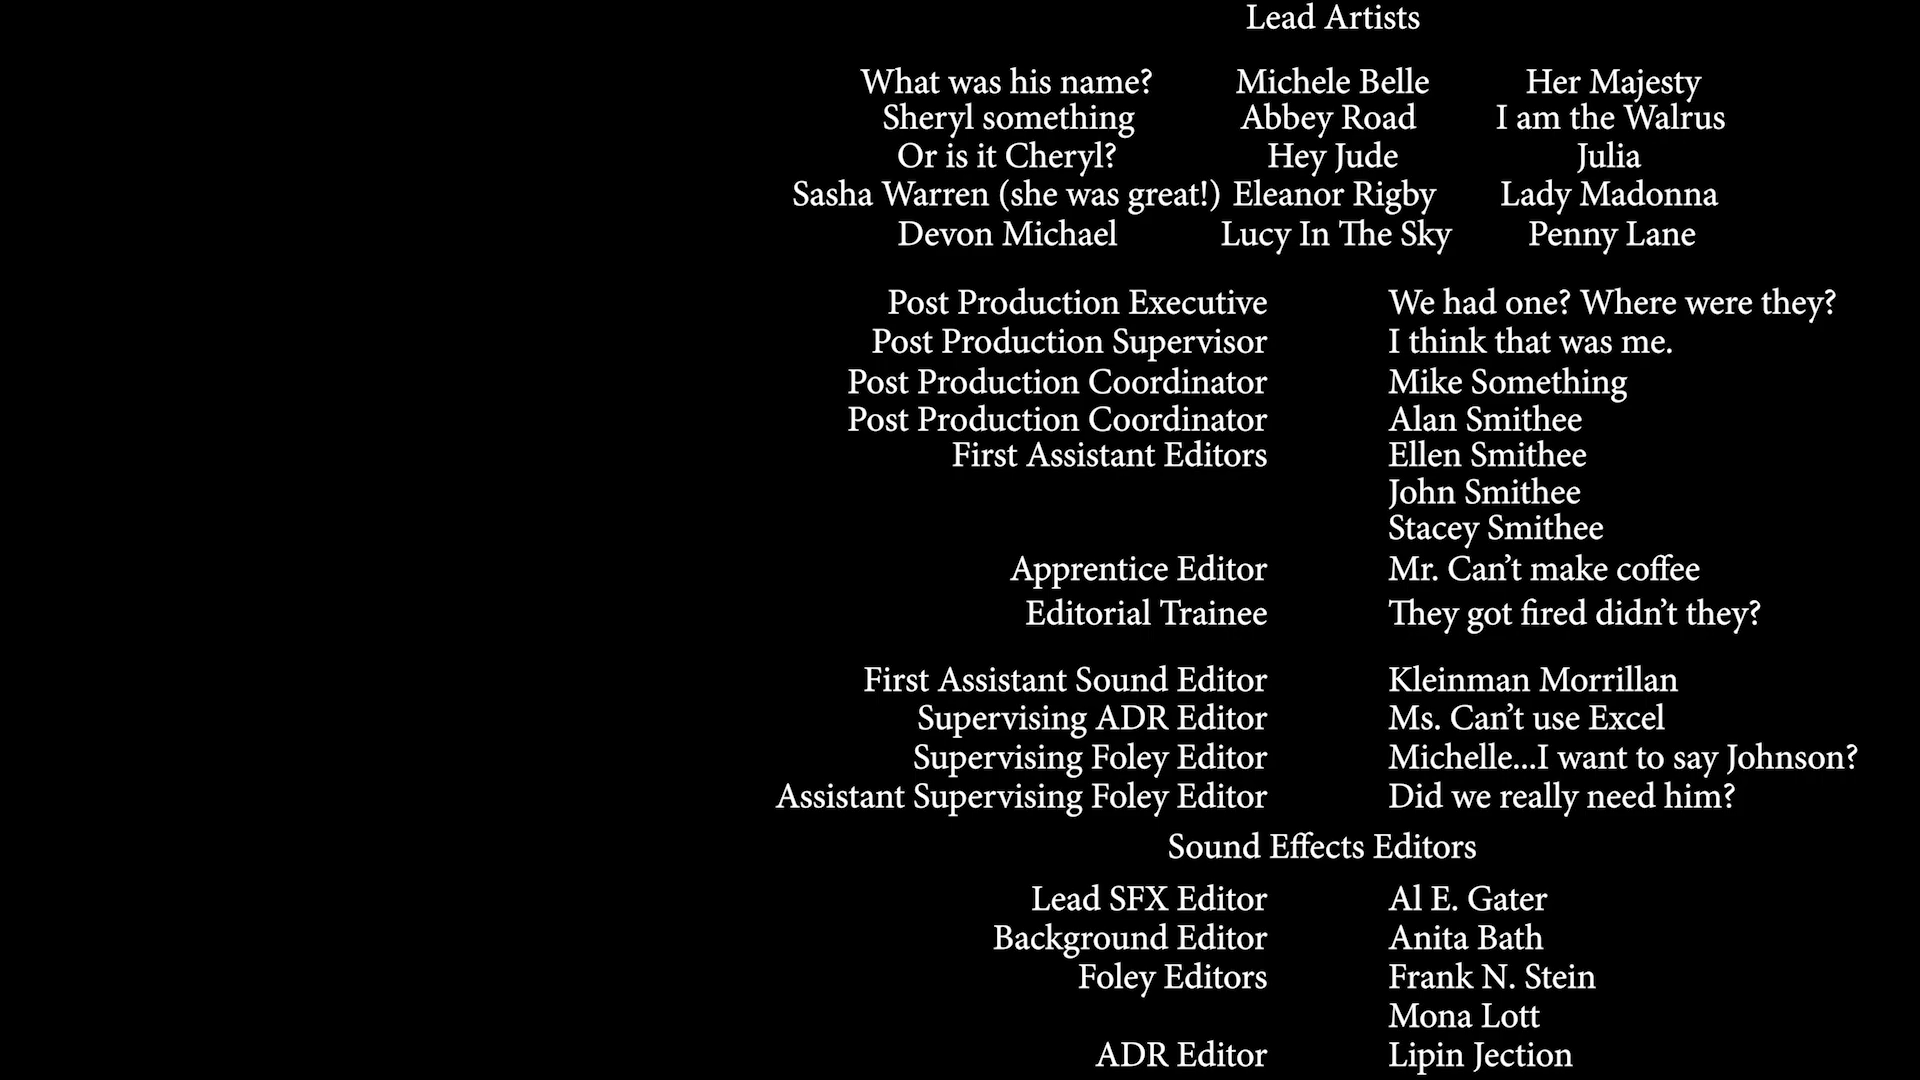 Lead Artists
What was his name? Michele Belle Her Majesty
Sheryl something Abbey Road I am the Walrus
Or is it Cheryl? Hey Jude Julia
Sasha Warren (she was great!) Eleanor Rigby Lady Madonna
Devon Michael Lucy In The Sky Penny Lane
Post Production Executive We had one? Where were they?
Post Production Supervisor I think that was me.
Post Production Coordinator Mike Something
Post Production Coordinator Alan Smithee
First Assistant Editors Ellen Smithee
John Smithee
Stacey Smithee
Apprentice Editor Mr. Can’t make coffee
Editorial Trainee They got fired didn’t they?
First Assistant Sound Editor Kleinman Morrillan
Supervising ADR Editor Ms. Can’t use Excel
Supervising Foley Editor Michelle...I want to say Johnson?
Assistant Supervising Foley Editor Did we really need him?
Sound Effects Editors
Lead SFX Editor Al E. Gater
Background Editor Anita Bath
Foley Editors Frank N. Stein
Mona Lott
ADR Editor Lipin Jection